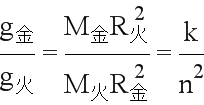 g金/g火 = M金R火²/M火R金² = k/n²